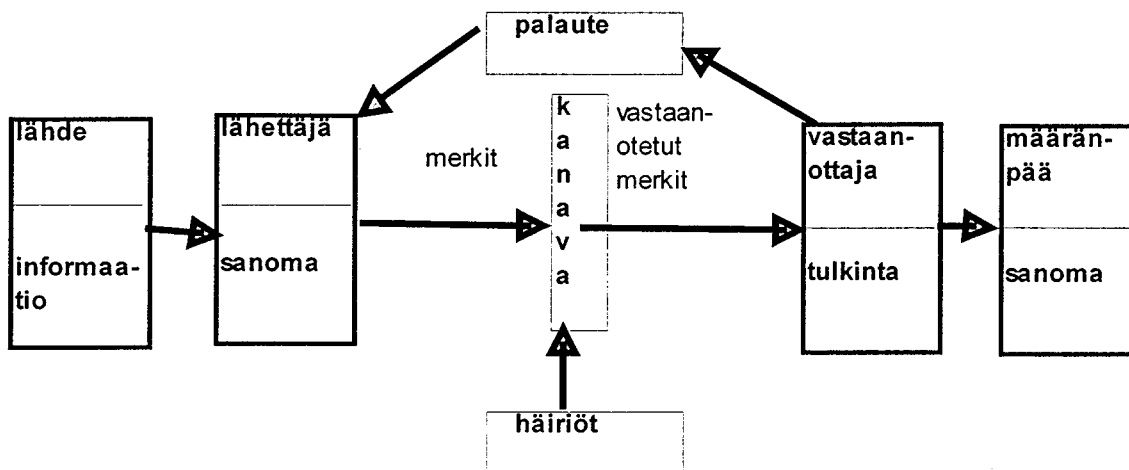 palaute
lähde
informaa-
tio
lähettäjä
sanoma
merkit
k
a
n
a
v
a
vastaan-
otetut
merkit
vastaan-
ottaja
tulkinta
määrän-
pää
sanoma
häiriöt